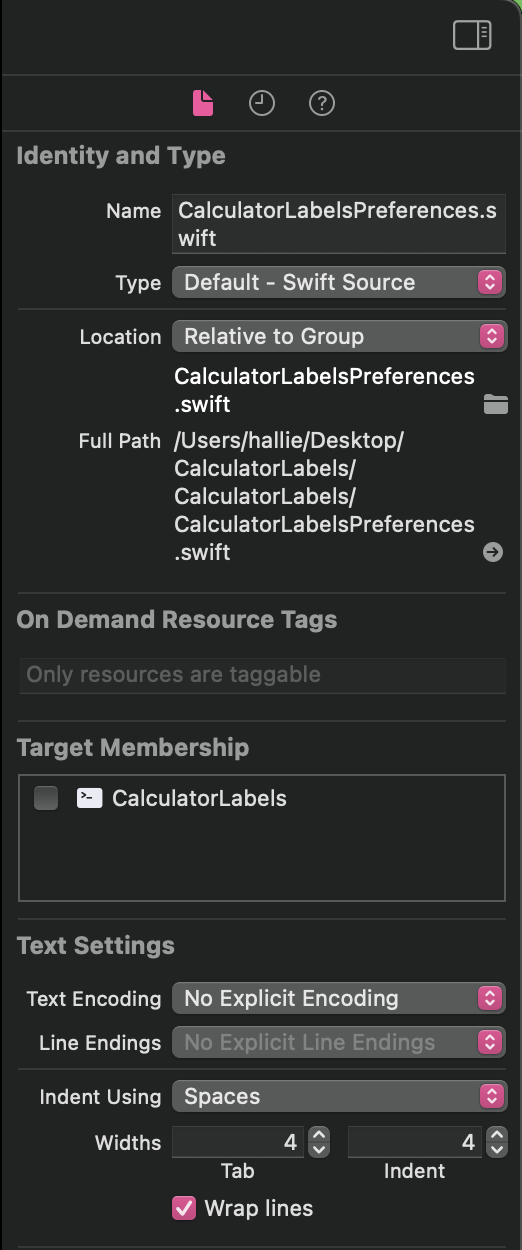 Identity and Type
Name CalculatorLabelsPreferences.s
wift
Type Default - Swift Source
Location Relative to Group
CalculatorLabelsPreferences
.swift
Full Path /Users/hallie/Desktop/
CalculatorLabels/
CalculatorLabels/
CalculatorLabelsPreferences
.swift
On Demand Resource Tags
Only resources are taggable
Target Membership
CalculatorLabels
Text Settings
Text Encoding No Explicit Encoding
Line Endings No Explicit Line Endings
Indent Using Spaces
Widths 4 4
Tab Indent
Wrap lines